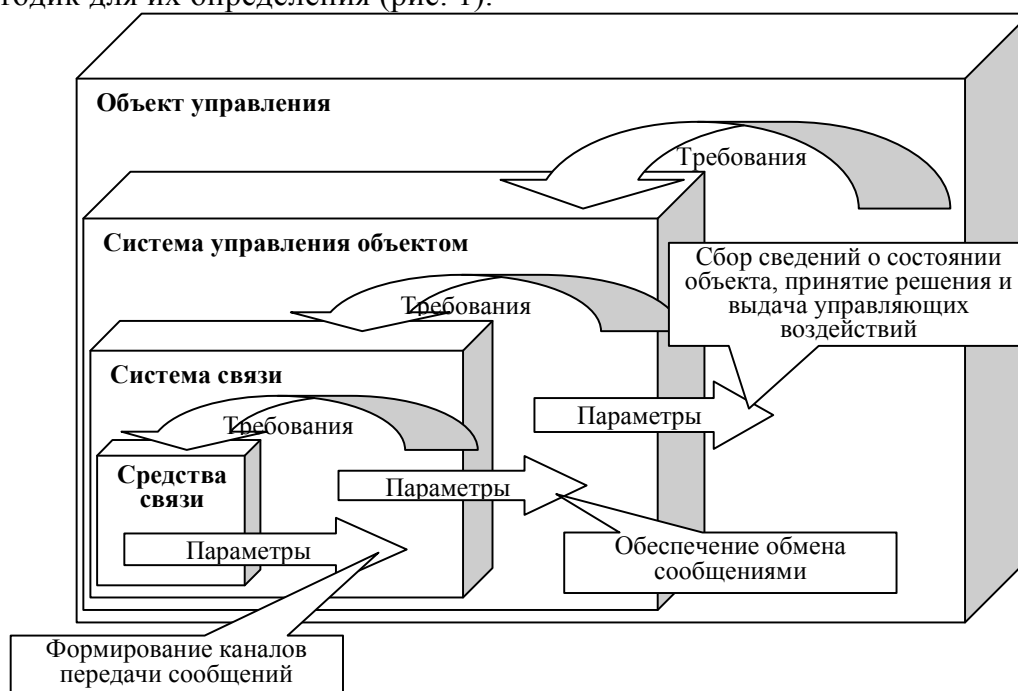 тодик для их определения (рис. 1).
Объект управления
Требования
Система управления объектом
Сбор сведений о состоянии
объекта, принятие решения и
выдача управляющих
воздействий
Требования
Система связи
Параметры
Требования
Средства
связи
Параметры
Обеспечение обмена
сообщениями
Параметры
Формирование каналов
передачи сообщений